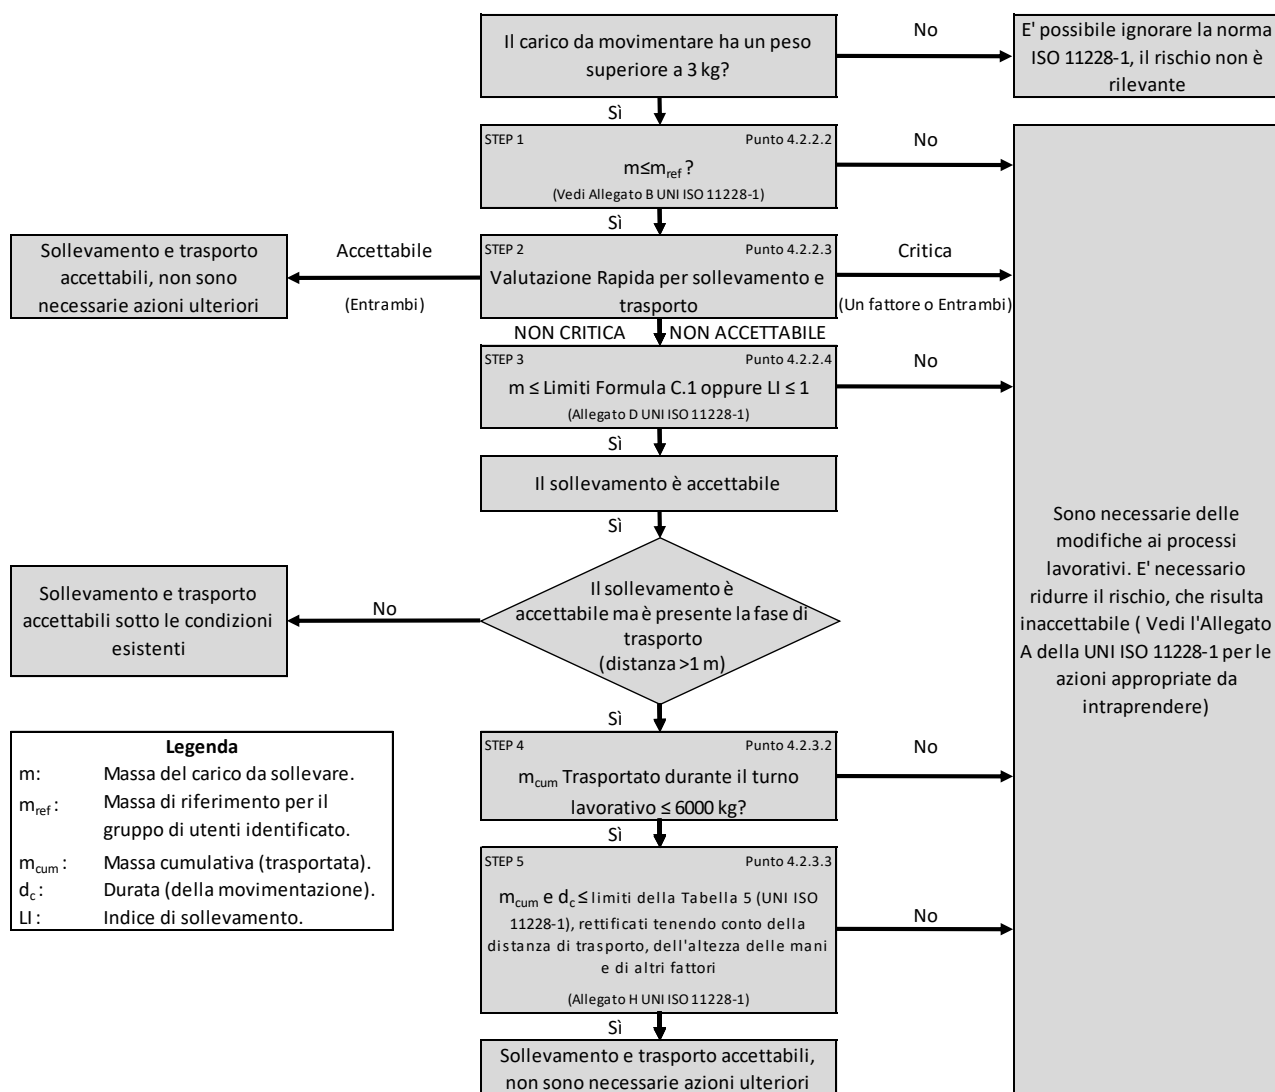 Il carico da movimentare ha un peso
superiore a 3 kg?
No
E' possibile ignorare la norma
ISO 11228-1, il rischio non è
rilevante
Sì
STEP 1 Punto 4.2.2.2
m≤mref ?
(Vedi Allegato B UNI ISO 11228-1)
No
Sì
Sollevamento e trasporto
accettabili, non sono
necessarie azioni ulteriori
Accettabile
(Entrambi)
STEP 2 Punto 4.2.2.3
Valutazione Rapida per sollevamento e
trasporto
Critica
(Un fattore o Entrambi)
NON CRITICA NON ACCETTABILE
STEP 3 Punto 4.2.2.4
m ≤ Limiti Formula C.1 oppure LI ≤ 1
(Allegato D UNI ISO 11228-1)
No
Sì
Il sollevamento è accettabile
Sì
Il sollevamento è
accettabile ma è presente la fase di
trasporto
(distanza >1 m)
No
Sollevamento e trasporto
accettabili sotto le condizioni
esistenti
Sono necessarie delle
modifiche ai processi
lavorativi. E' necessario
ridurre il rischio, che risulta
inaccettabile ( Vedi l'Allegato
A della UNI ISO 11228-1 per le
azioni appropriate da
intraprendere)
Sì
STEP 4 Punto 4.2.3.2
mcum Trasportato durante il turno
lavorativo ≤ 6000 kg?
No
Sì
STEP 5 Punto 4.2.3.3
mcum e dc ≤ limiti della Tabella 5 (UNI ISO
11228-1), rettificati tenendo conto della
distanza di trasporto, dell'altezza delle mani
e di altri fattori
(Allegato H UNI ISO 11228-1)
No
Sì
Sollevamento e trasporto accettabili,
non sono necessarie azioni ulteriori
Legenda
m: Massa del carico da sollevare.
mref : Massa di riferimento per il
gruppo di utenti identificato.
mcum : Massa cumulativa (trasportata).
dc : Durata (della movimentazione).
LI : Indice di sollevamento.